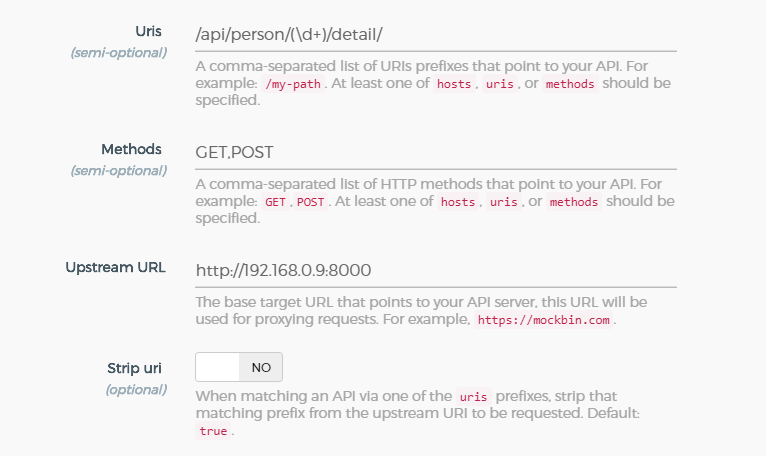 Uris
(semi-optional)
/api/person/(\d+)/detail/
A comma-separated list of URIs prefixes that point to your API. For
example: /my-path . At least one of hosts , uris , or methods should be
specified.
Methods
(semi-optional)
GET,POST
A comma-separated list of HTTP methods that point to your API. For
example: GET , POST . At least one of hosts , uris , or methods should be
specified.
Upstream URL
http://192.168.0.9:8000
The base target URL that points to your API server, this URL will be
used for proxying requests. For example, https://mockbin.com .
Strip uri
(optional)
NO
When matching an API via one of the uris prefixes, strip that
matching prefix from the upstream URI to be requested. Default:
true .